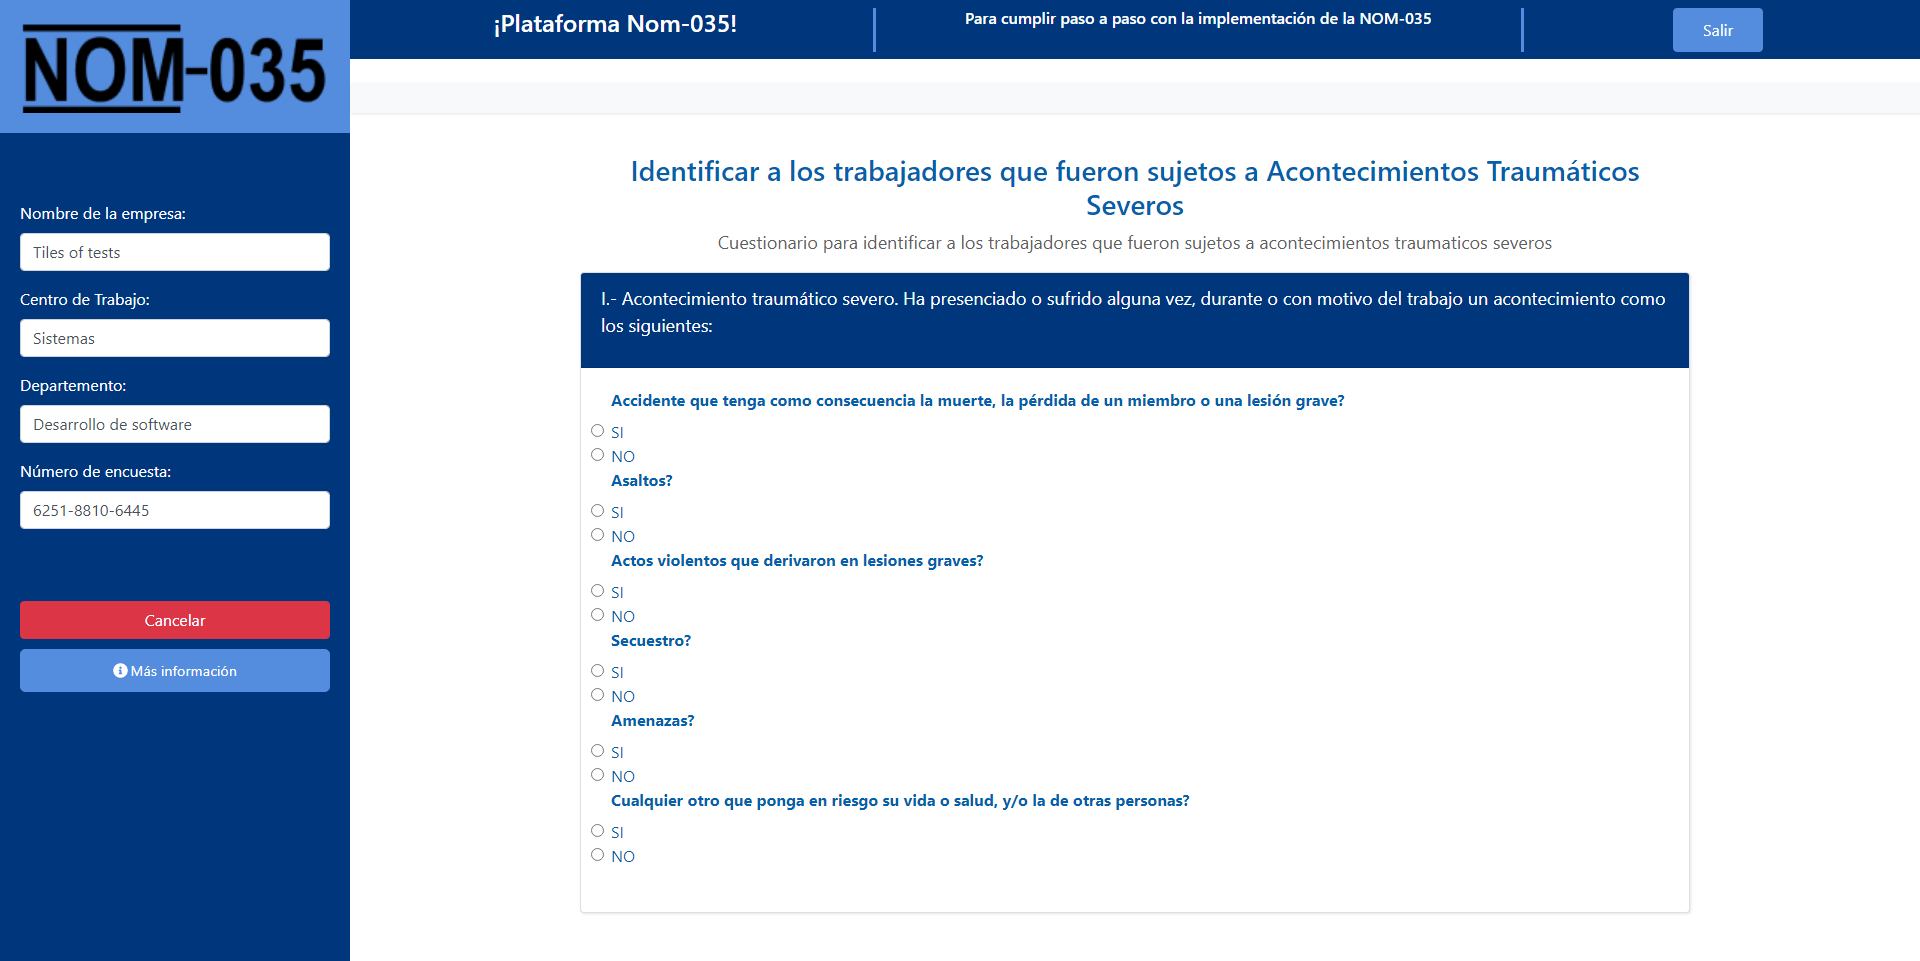 NOM-035
¡Plataforma Nom-035!
Para cumplir paso a paso con la implementación de la NOM-035
Salir
Nombre de la empresa:
Tiles of tests
Centro de Trabajo:
Sistemas
Departemento:
Desarrollo de software
Número de encuesta:
6251-8810-6445
Cancelar
Más información
Identificar a los trabajadores que fueron sujetos a Acontecimientos Traumáticos
Severos
Cuestionario para identificar a los trabajadores que fueron sujetos a acontecimientos traumaticos severos
I.- Acontecimiento traumático severo. Ha presenciado o sufrido alguna vez, durante o con motivo del trabajo un acontecimiento como
los siguientes:
Accidente que tenga como consecuencia la muerte, la pérdida de un miembro o una lesión grave?
SI
NO
Asaltos?
SI
NO
Actos violentos que derivaron en lesiones graves?
SI
NO
Secuestro?
SI
NO
Amenazas?
SI
NO
Cualquier otro que ponga en riesgo su vida o salud, y/o la de otras personas?
SI
NO